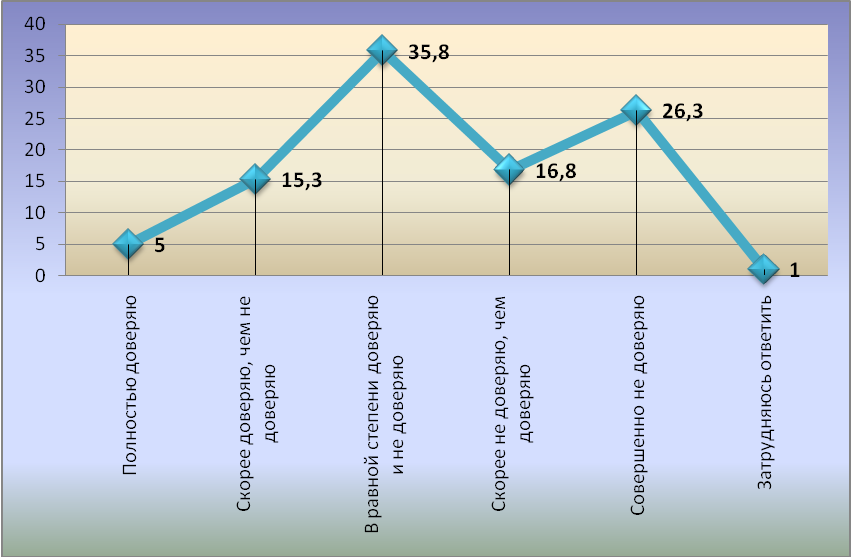 40
35
30
25
20
15
10
5
0
5
15,3
35,8
16,8
26,3
1
Полностью доверяю
Скорее доверяю, чем не
доверяю
В равной степени доверяю
и не доверяю
Скорее не доверяю, чем
доверяю
Совершенно не доверяю
Затрудняюсь ответить